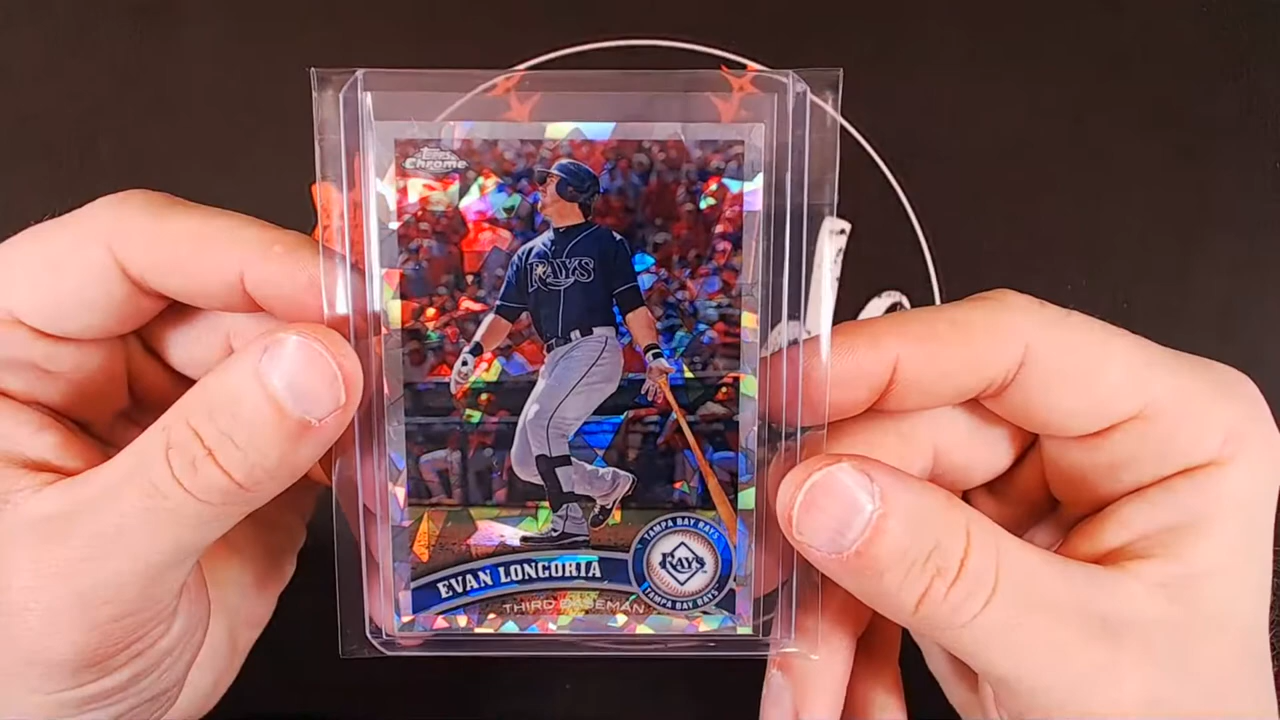 Topps
Chrome
RAYS
TAMPA BAY RAYS
RAYS
TAMPA BAY RAYS
EVAN LONGORIA
THIRD BASEMAN